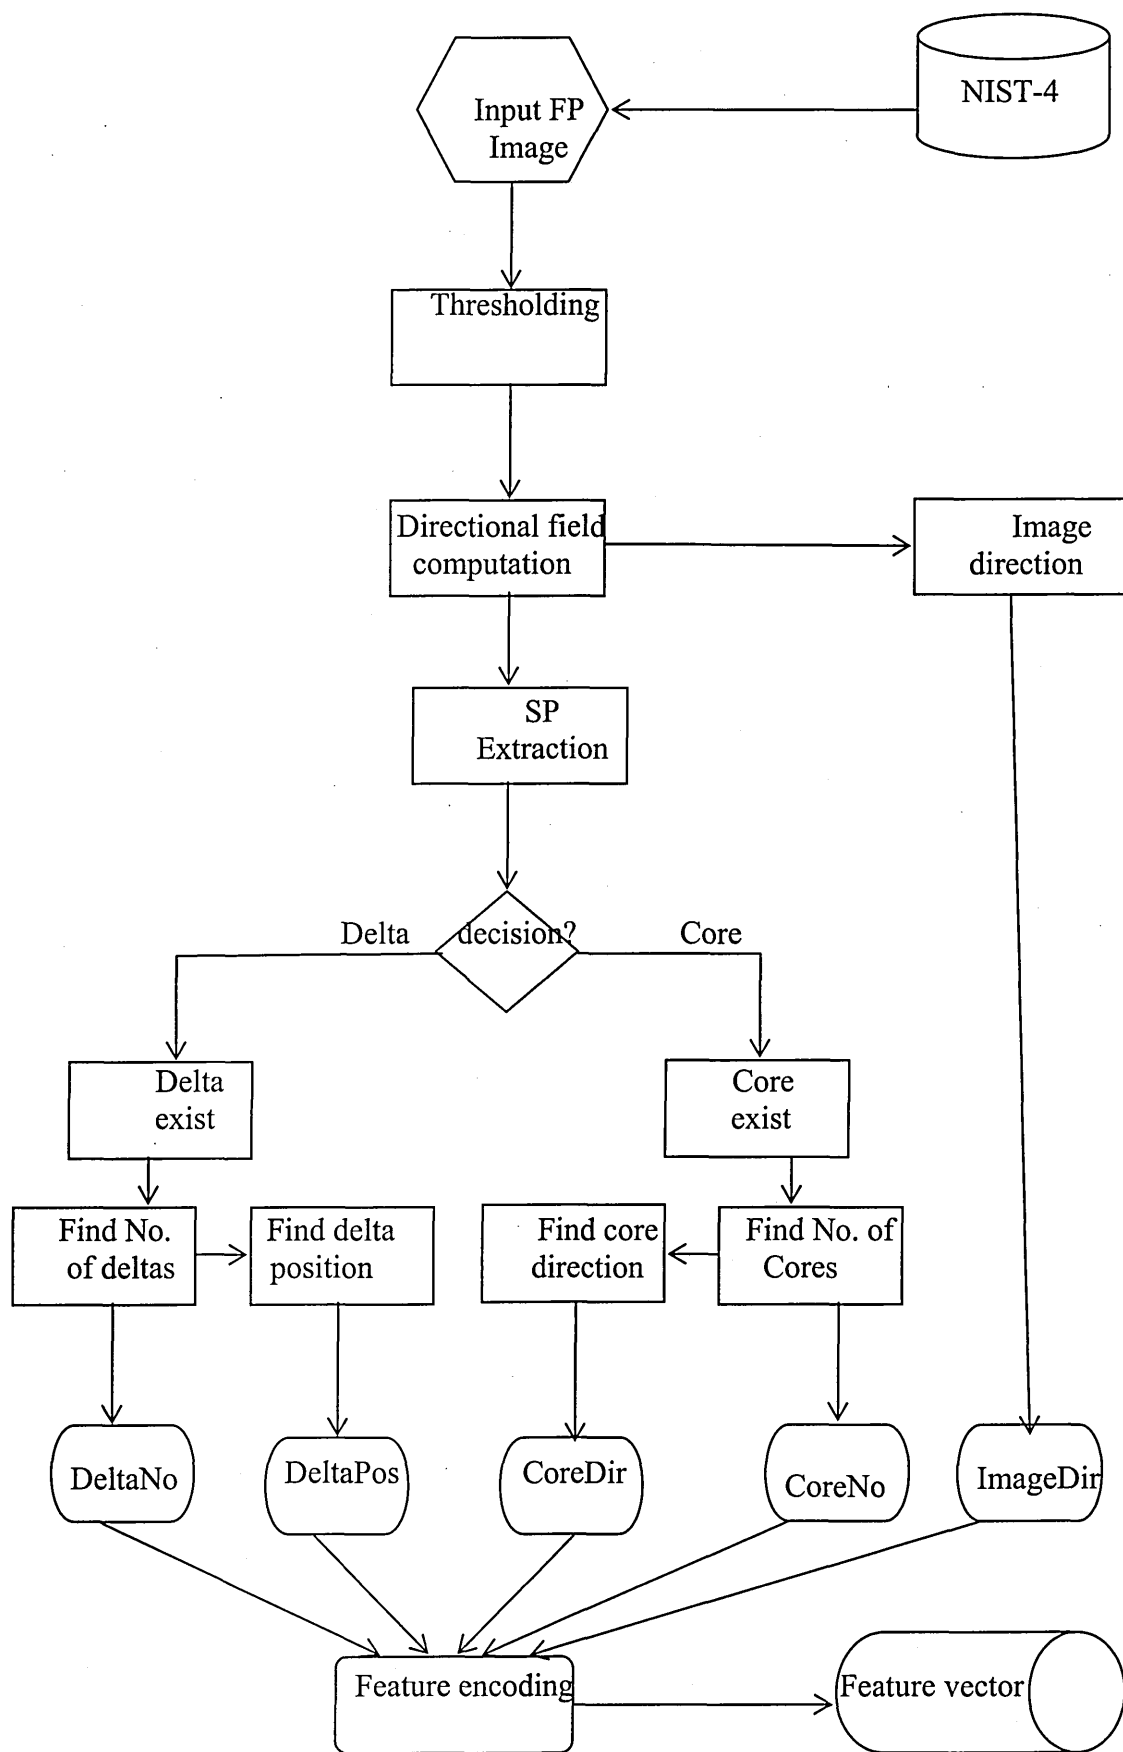 NIST-4
Input FP
Image
Thresholding
Directional field
computation
Image
direction
SP
Extraction
Delta
decision?
Core
Delta
exist
Core
exist
Find No.
of deltas
Find delta
position
Find core
direction
Find No. of
Cores
DeltaNo
DeltaPos
CoreDir
CoreNo
ImageDir
Feature encoding
Feature vector